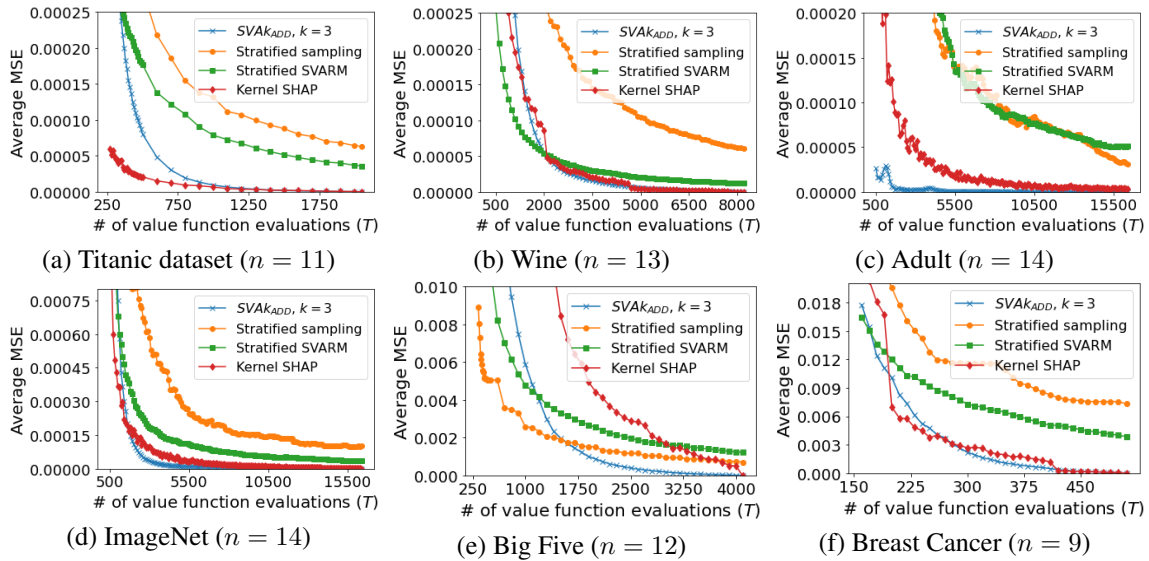 0.00025
0.00020
0.00015
0.00010
0.00005
0.00000
Average MSE
SVAk_ADD, k = 3
Stratified sampling
Stratified SVARM
Kernel SHAP
250 750 1250 1750
# of value function evaluations (T)
(a) Titanic dataset (n = 11)
0.00025
0.00020
0.00015
0.00010
0.00005
0.00000
Average MSE
SVAk_ADD, k = 3
Stratified sampling
Stratified SVARM
Kernel SHAP
500 2000 3500 5000 6500 8000
# of value function evaluations (T)
(b) Wine (n = 13)
0.00020
0.00015
0.00010
0.00005
0.00000
Average MSE
SVAk_ADD, k = 3
Stratified sampling
Stratified SVARM
Kernel SHAP
500 5500 10500 15500
# of value function evaluations (T)
(c) Adult (n = 14)
0.00075
0.00060
0.00045
0.00030
0.00015
0.00000
Average MSE
SVAk_ADD, k = 3
Stratified sampling
Stratified SVARM
Kernel SHAP
500 5500 10500 15500
# of value function evaluations (T)
(d) ImageNet (n = 14)
0.010
0.008
0.006
0.004
0.002
0.000
Average MSE
SVAk_ADD, k = 3
Stratified sampling
Stratified SVARM
Kernel SHAP
250 1000 1750 2500 3250 4000
# of value function evaluations (T)
(e) Big Five (n = 12)
0.018
0.015
0.012
0.009
0.006
0.003
0.000
Average MSE
SVAk_ADD, k = 3
Stratified sampling
Stratified SVARM
Kernel SHAP
150 225 300 375 450
# of value function evaluations (T)
(f) Breast Cancer (n = 9)